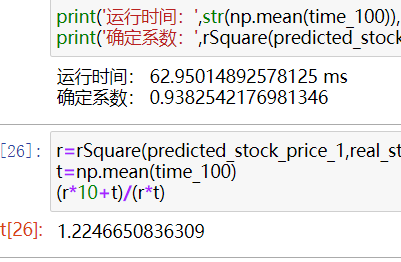 print('运行时间：',str(np.mean(time_100)),
print('确定系数：',rSquare(predicted_stock
运行时间： 62.95014892578125 ms
确定系数： 0.9382542176981346
[26]: r=rSquare(predicted_stock_price_1,real_st
t=np.mean(time_100)
(r*10+t)/(r*t)
t[26]: 1.2246650836309